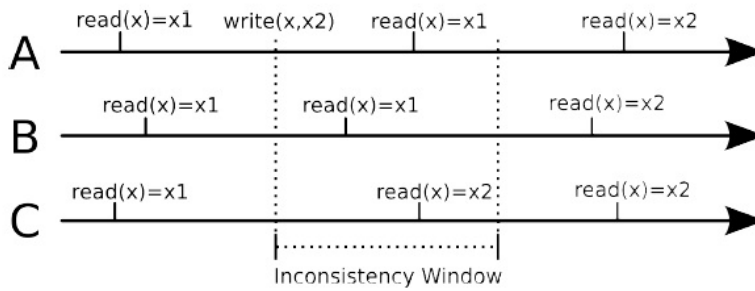 read(x)=x1 write(x,x2) read(x)=x1 read(x)=x2
A
read(x)=x1 read(x)=x1 read(x)=x2
B
read(x)=x1 read(x)=x2 read(x)=x2
C
Inconsistency Window